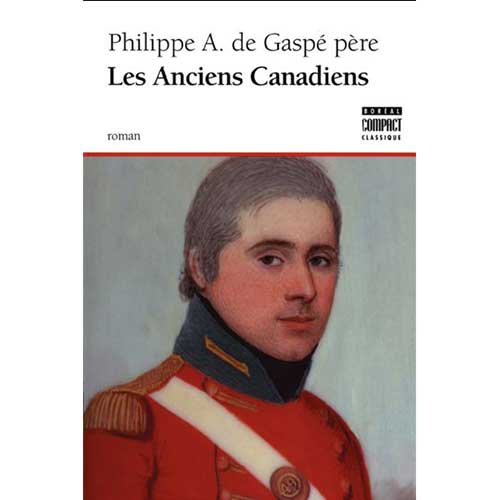 Philippe A. de Gaspé père
Les Anciens Canadiens
BORÉAL
COMPACT
CLASSIQUE
roman